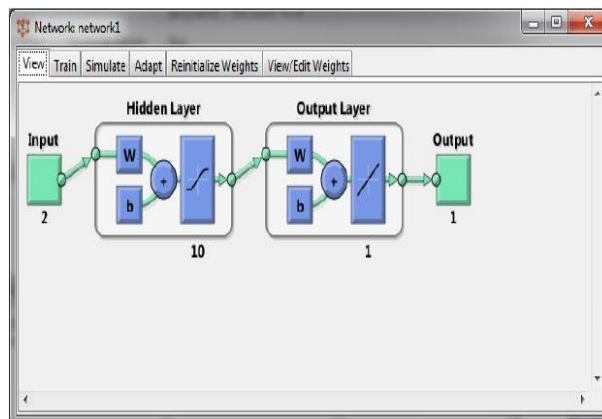 Network: network1
View Train Simulate Adapt Reinitialize Weights View/Edit Weights
Hidden Layer Output Layer
Input Output
W + W +
b b
2 10 1 1